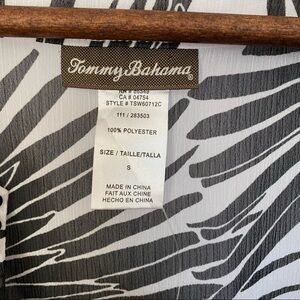 Tommy Bahama
CA # 04754
STYLE # TSW60712C
111 / 283503
100% POLYESTER
SIZE / TAILLE/TALLA
S
MADE IN CHINA
FAIT AUX CHINE
HECHO EN CHINA